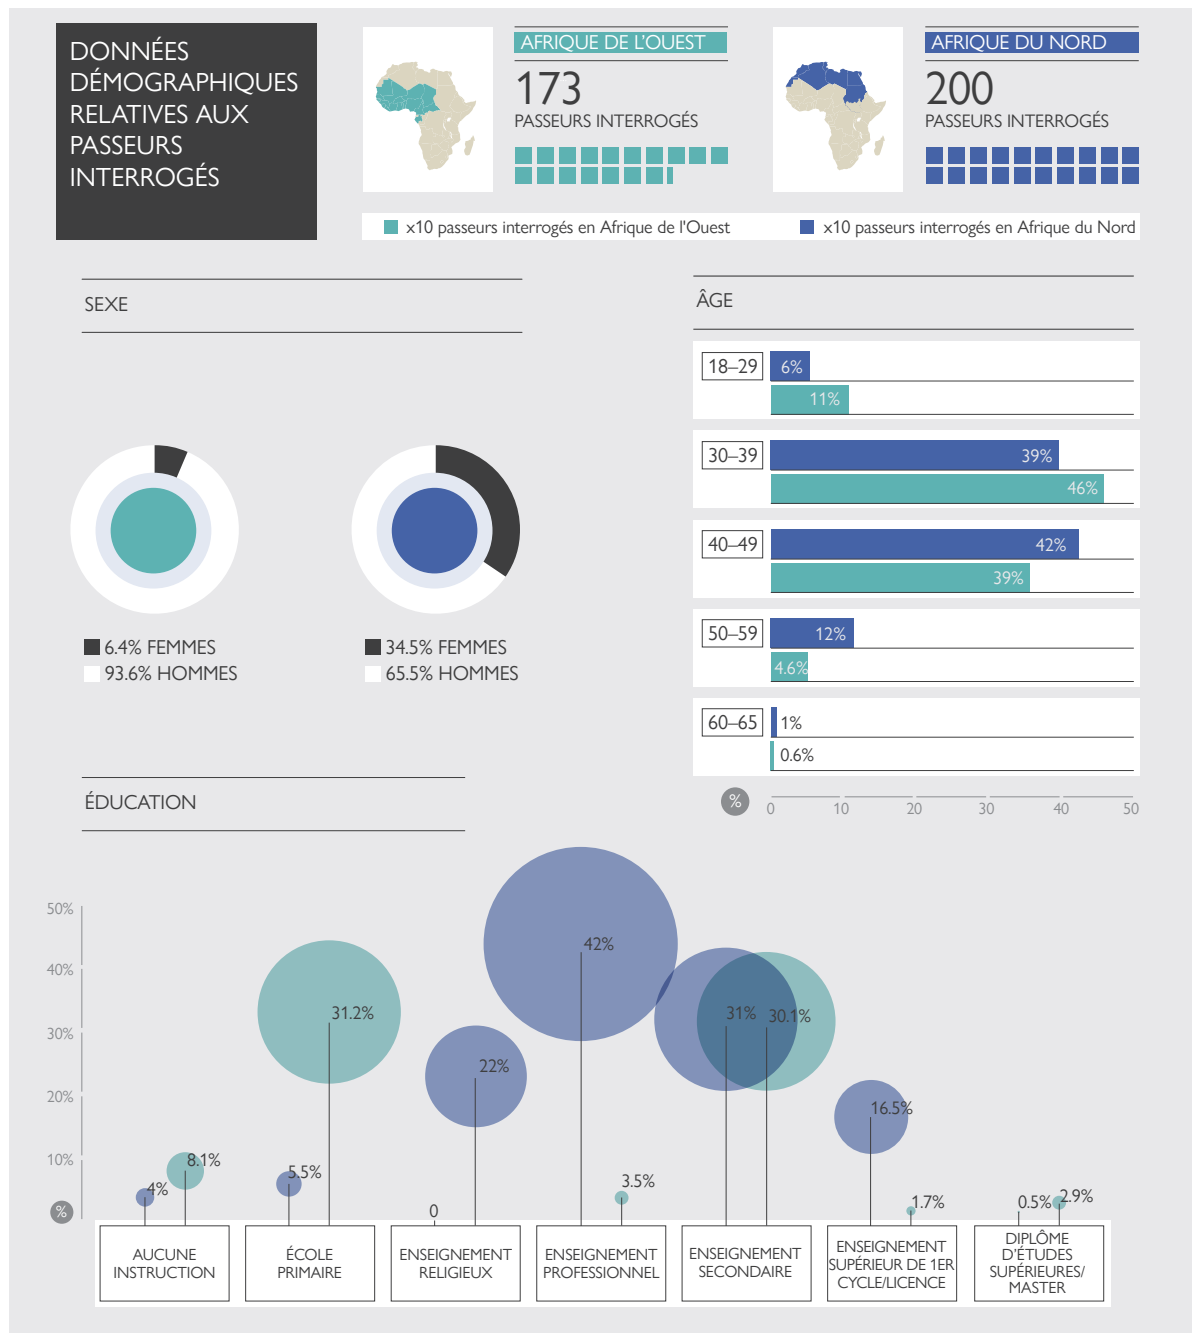 DONNÉES
DÉMOGRAPHIQUES
RELATIVES AUX
PASSEURS
INTERROGÉS
AFRIQUE DE L'OUEST
173
PASSEURS INTERROGÉS
AFRIQUE DU NORD
200
PASSEURS INTERROGÉS
x10 passeurs interrogés en Afrique de l'Ouest
x10 passeurs interrogés en Afrique du Nord
SEXE
6.4% FEMMES
93.6% HOMMES
34.5% FEMMES
65.5% HOMMES
ÂGE
18–29
6%
11%
30–39
39%
46%
40–49
42%
39%
50–59
12%
4.6%
60–65
1%
0.6%
%
0 10 20 30 40 50
ÉDUCATION
50%
40%
30%
20%
10%
%
4%
8.1%
5.5%
31.2%
0
22%
42%
3.5%
31%
30.1%
16.5%
1.7%
0.5%
2.9%
AUCUNE
INSTRUCTION
ÉCOLE
PRIMAIRE
ENSEIGNEMENT
RELIGIEUX
ENSEIGNEMENT
PROFESSIONNEL
ENSEIGNEMENT
SECONDAIRE
ENSEIGNEMENT
SUPÉRIEUR DE 1ER
CYCLE/LICENCE
DIPLÔME
D'ÉTUDES
SUPÉRIEURES/
MASTER